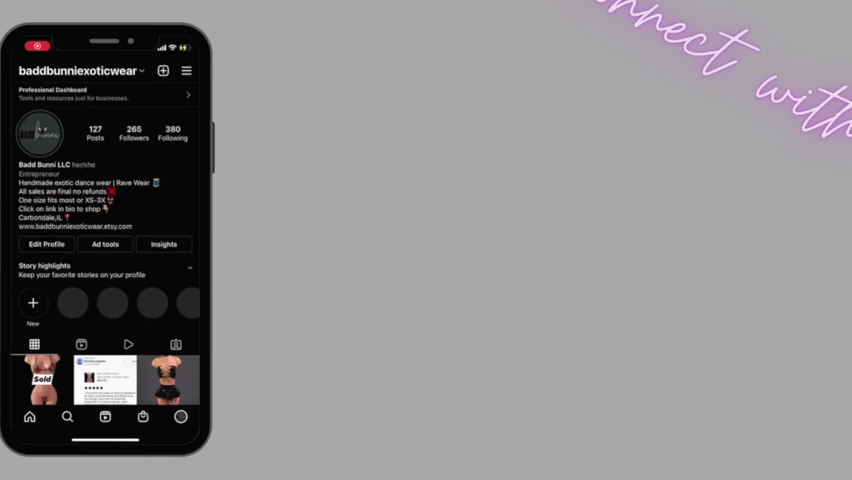 connect with
baddbunniexoticwear
Professional Dashboard
Tools and resources just for businesses.
bunni
127 265 380
Posts Followers Following
Badd Bunni LLC her/she
Entrepreneur
Handmade exotic dance wear | Rave Wear
All sales are final no refunds
One size fits most or XS-3X
Click on link in bio to shop
Carbondale,IL
www.baddbunniexoticwear.etsy.com
Edit Profile Ad tools Insights
Story highlights
Keep your favorite stories on your profile
New
Sold